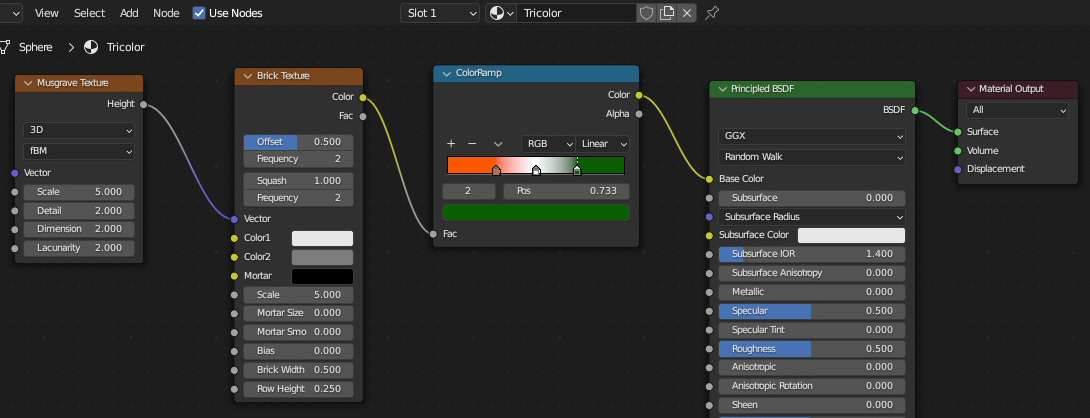 View Select Add Node Use Nodes Slot 1 Tricolor
Sphere Tricolor
Musgrave Texture
Height
3D
fBM
Vector
Scale 5.000
Detail 2.000
Dimension 2.000
Lacunarity 2.000
Brick Texture
Color
Fac
Offset 0.500
Frequency 2
Squash 1.000
Frequency 2
Vector
Color1
Color2
Mortar
Scale 5.000
Mortar Size 0.000
Mortar Smo 0.000
Bias 0.000
Brick Width 0.500
Row Height 0.250
ColorRamp
Color
Alpha
RGB Linear
2 Pos 0.733
Fac
Principled BSDF
BSDF
GGX
Random Walk
Base Color
Subsurface 0.000
Subsurface Radius
Subsurface Color
Subsurface IOR 1.400
Subsurface Anisotropy 0.000
Metallic 0.000
Specular 0.500
Specular Tint 0.000
Roughness 0.500
Anisotropic 0.000
Anisotropic Rotation 0.000
Sheen 0.000
Material Output
All
Surface
Volume
Displacement